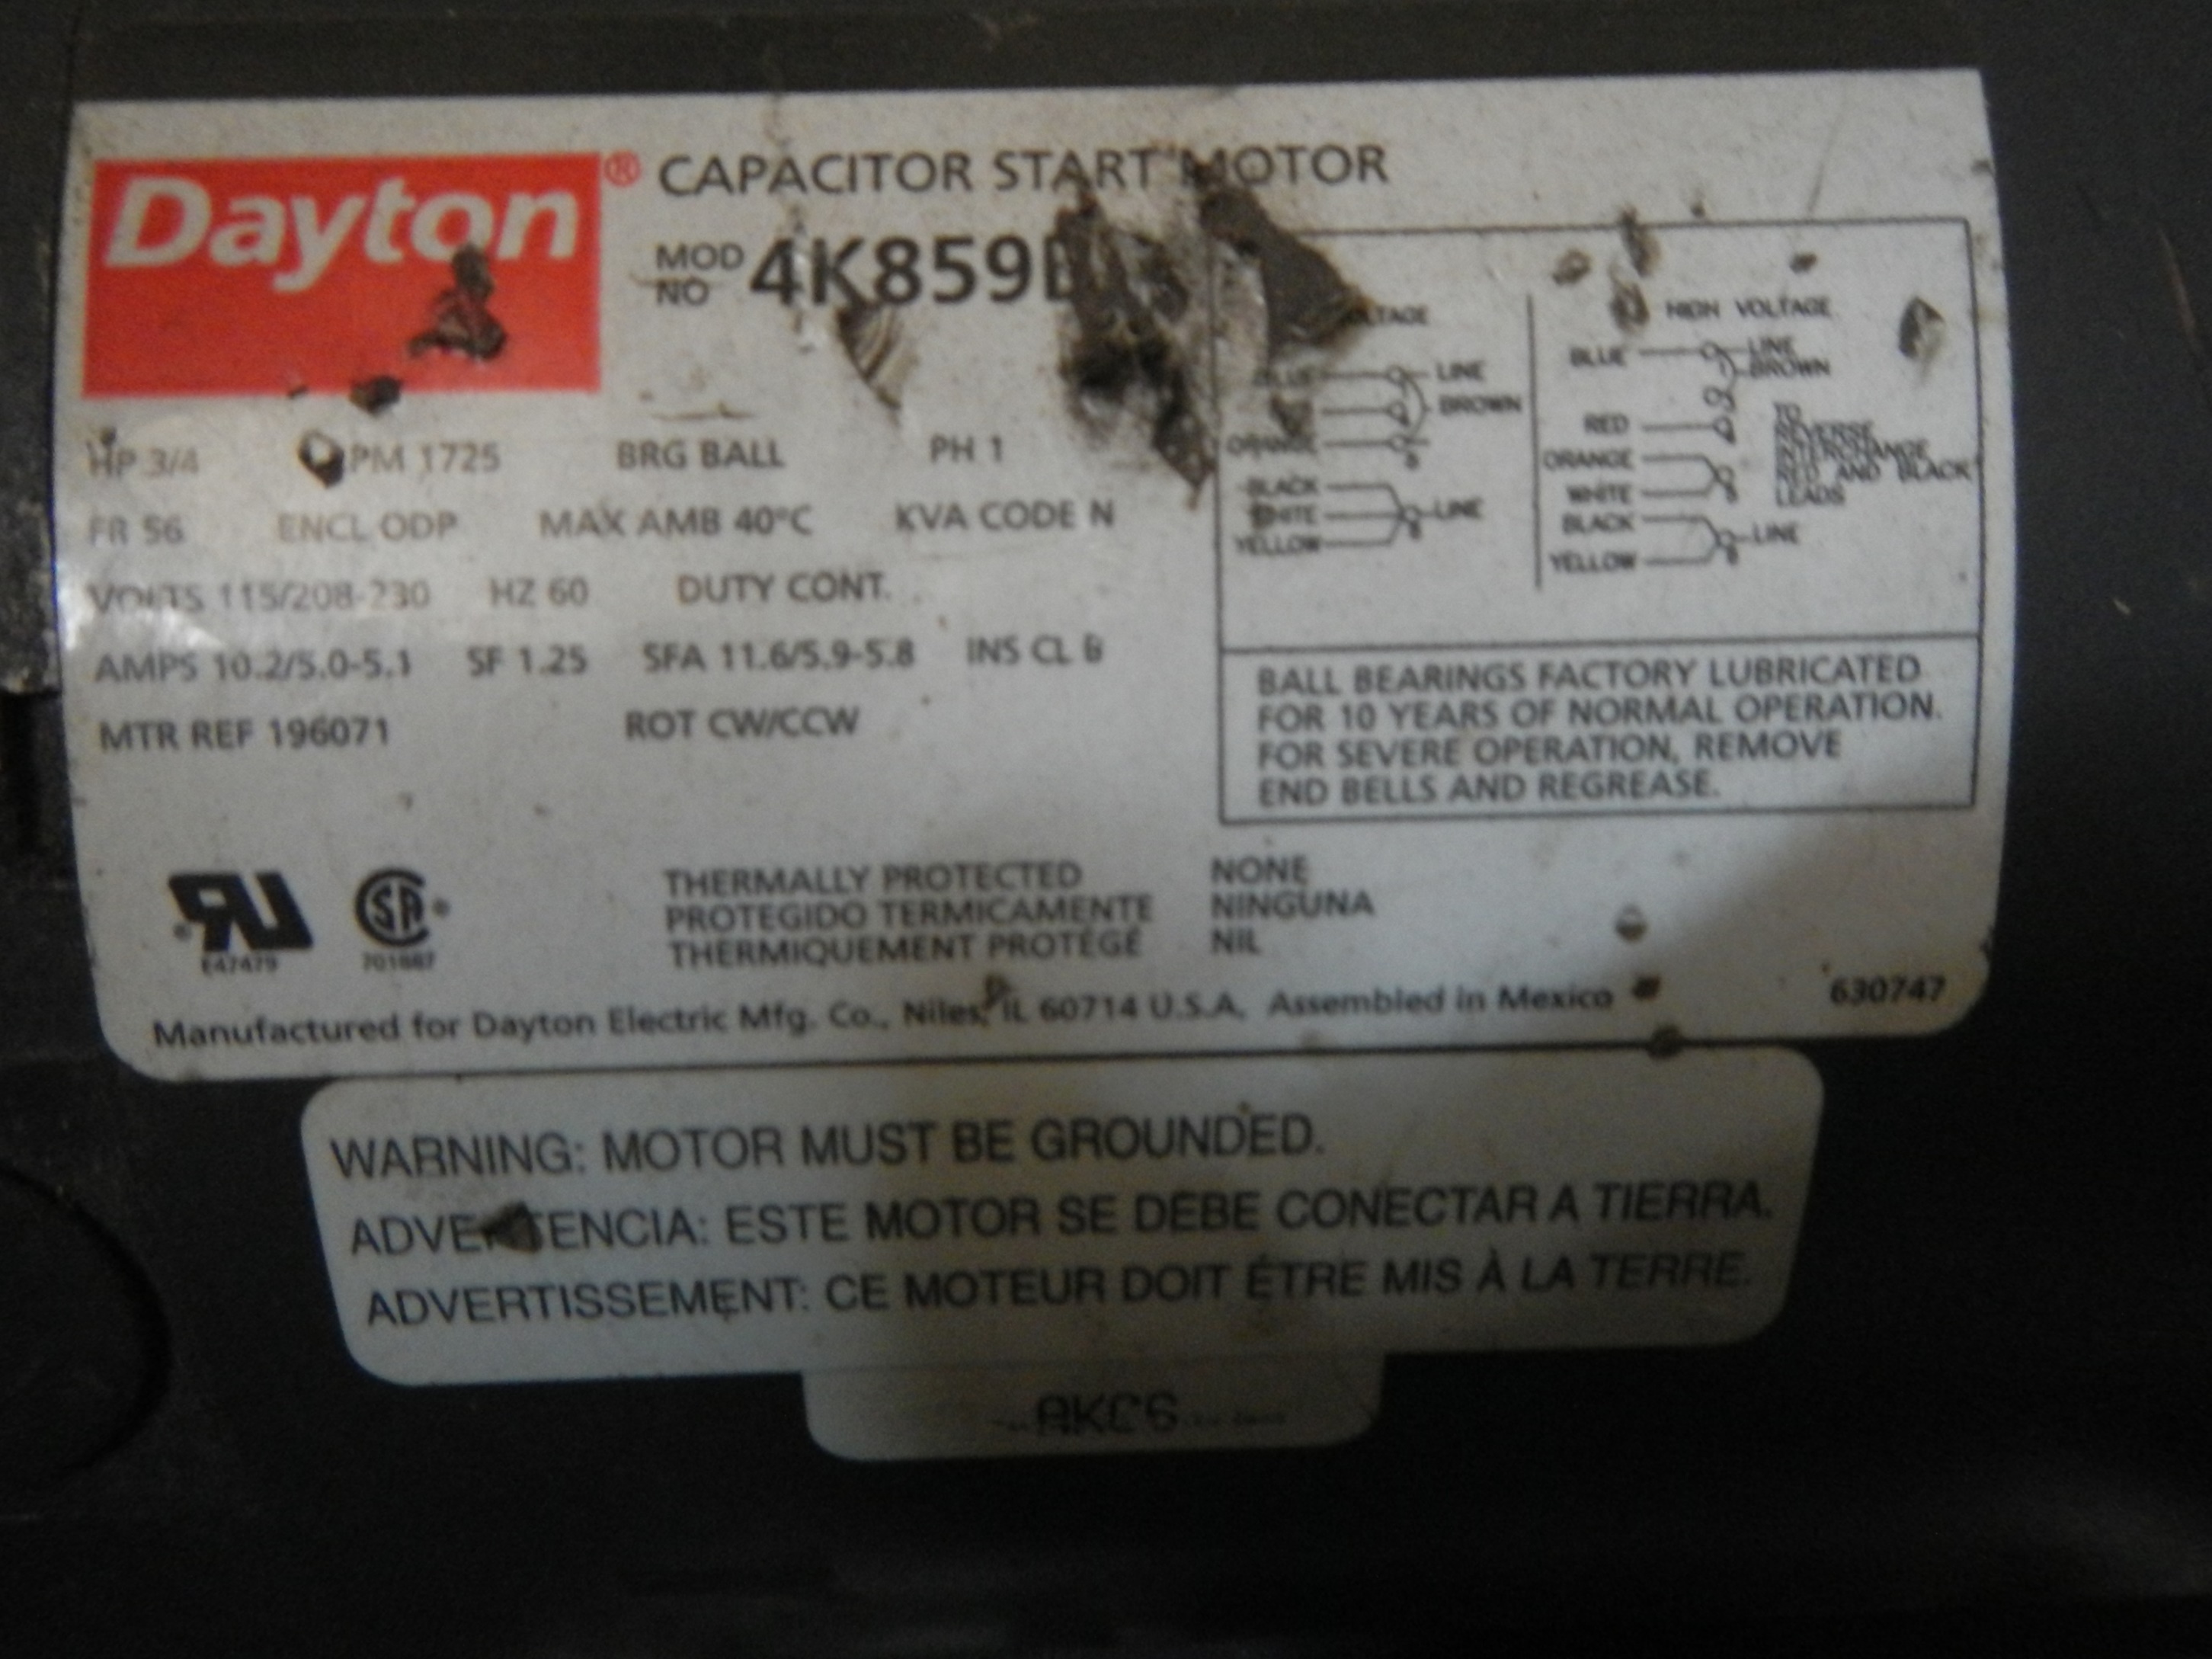 Dayton® CAPACITOR START MOTOR
MOD NO 4K859
HP 3/4 PM 1725 BRG BALL PH 1
FR 56 ENCL ODP MAX AMB 40°C KVA CODE N
VOLTS 115/208-230 HZ 60 DUTY CONT.
AMPS 10.2/5.0-5.1 SF 1.25 SFA 11.6/5.9-5.8 INS CL B
MTR REF 196071 ROT CW/CCW
LINE
BROWN
ORANGE
BLACK
WHITE LINE
YELLOW
HIGH VOLTAGE
BLUE LINE
BROWN
RED
ORANGE
WHITE
BLACK
LINE
YELLOW
TO
REVERSE
INTERCHANGE
RED AND BLACK
LEADS
BALL BEARINGS FACTORY LUBRICATED
FOR 10 YEARS OF NORMAL OPERATION.
FOR SEVERE OPERATION, REMOVE
END BELLS AND REGREASE.
E47479
THERMALLY PROTECTED NONE
PROTEGIDO TERMICAMENTE NINGUNA
THERMIQUEMENT PROTÉGÉ NIL
Manufactured for Dayton Electric Mfg. Co., Niles, IL 60714 U.S.A. Assembled in Mexico 630747
WARNING: MOTOR MUST BE GROUNDED.
ADVERTENCIA: ESTE MOTOR SE DEBE CONECTAR A TIERRA.
ADVERTISSEMENT: CE MOTEUR DOIT ÊTRE MIS À LA TERRE.